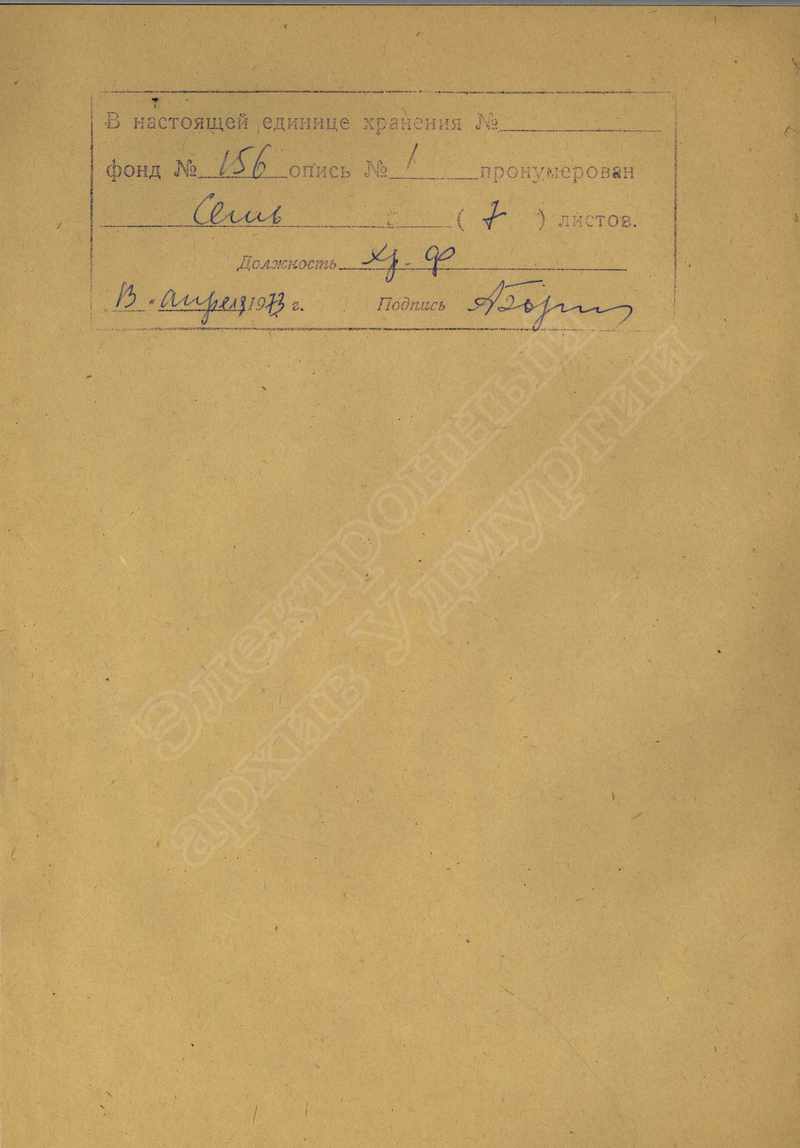 В настоящей единице хранения №
фонд № 156 опись № 1 пронумерован
Семь ( 7 ) листов.
Должность хр. ф
13 " апреля 1973 г. Подпись
Электронный
архив Удмуртии